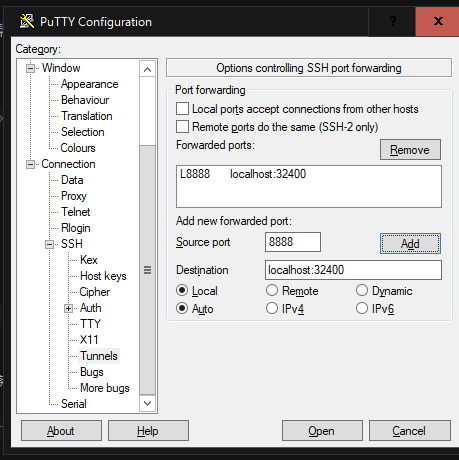 PuTTY Configuration
?
x
Category:
Window
Appearance
Behaviour
Translation
Selection
Colours
Connection
Data
Proxy
Telnet
Rlogin
SSH
Kex
Host keys
Cipher
Auth
TTY
X11
Tunnels
Bugs
More bugs
Serial
Options controlling SSH port forwarding
Port forwarding
Local ports accept connections from other hosts
Remote ports do the same (SSH-2 only)
Forwarded ports:
Remove
L8888 localhost:32400
Add new forwarded port:
Source port 8888 Add
Destination localhost:32400
Local Remote Dynamic
Auto IPv4 IPv6
About Help Open Cancel